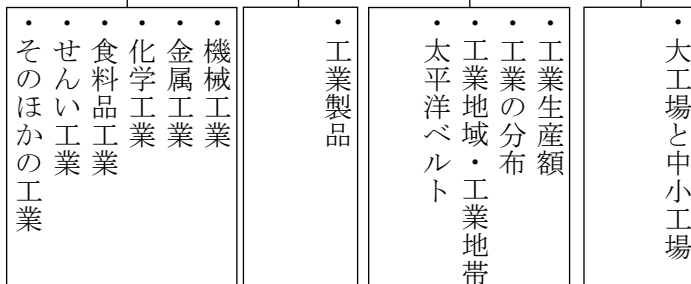 ・大工場と中小工場
・工業生産額
・工業の分布
・工業地域・工業地帯
・太平洋ベルト
・工業製品
・機械工業
・金属工業
・化学工業
・食料品工業
・せんい工業
・そのほかの工業